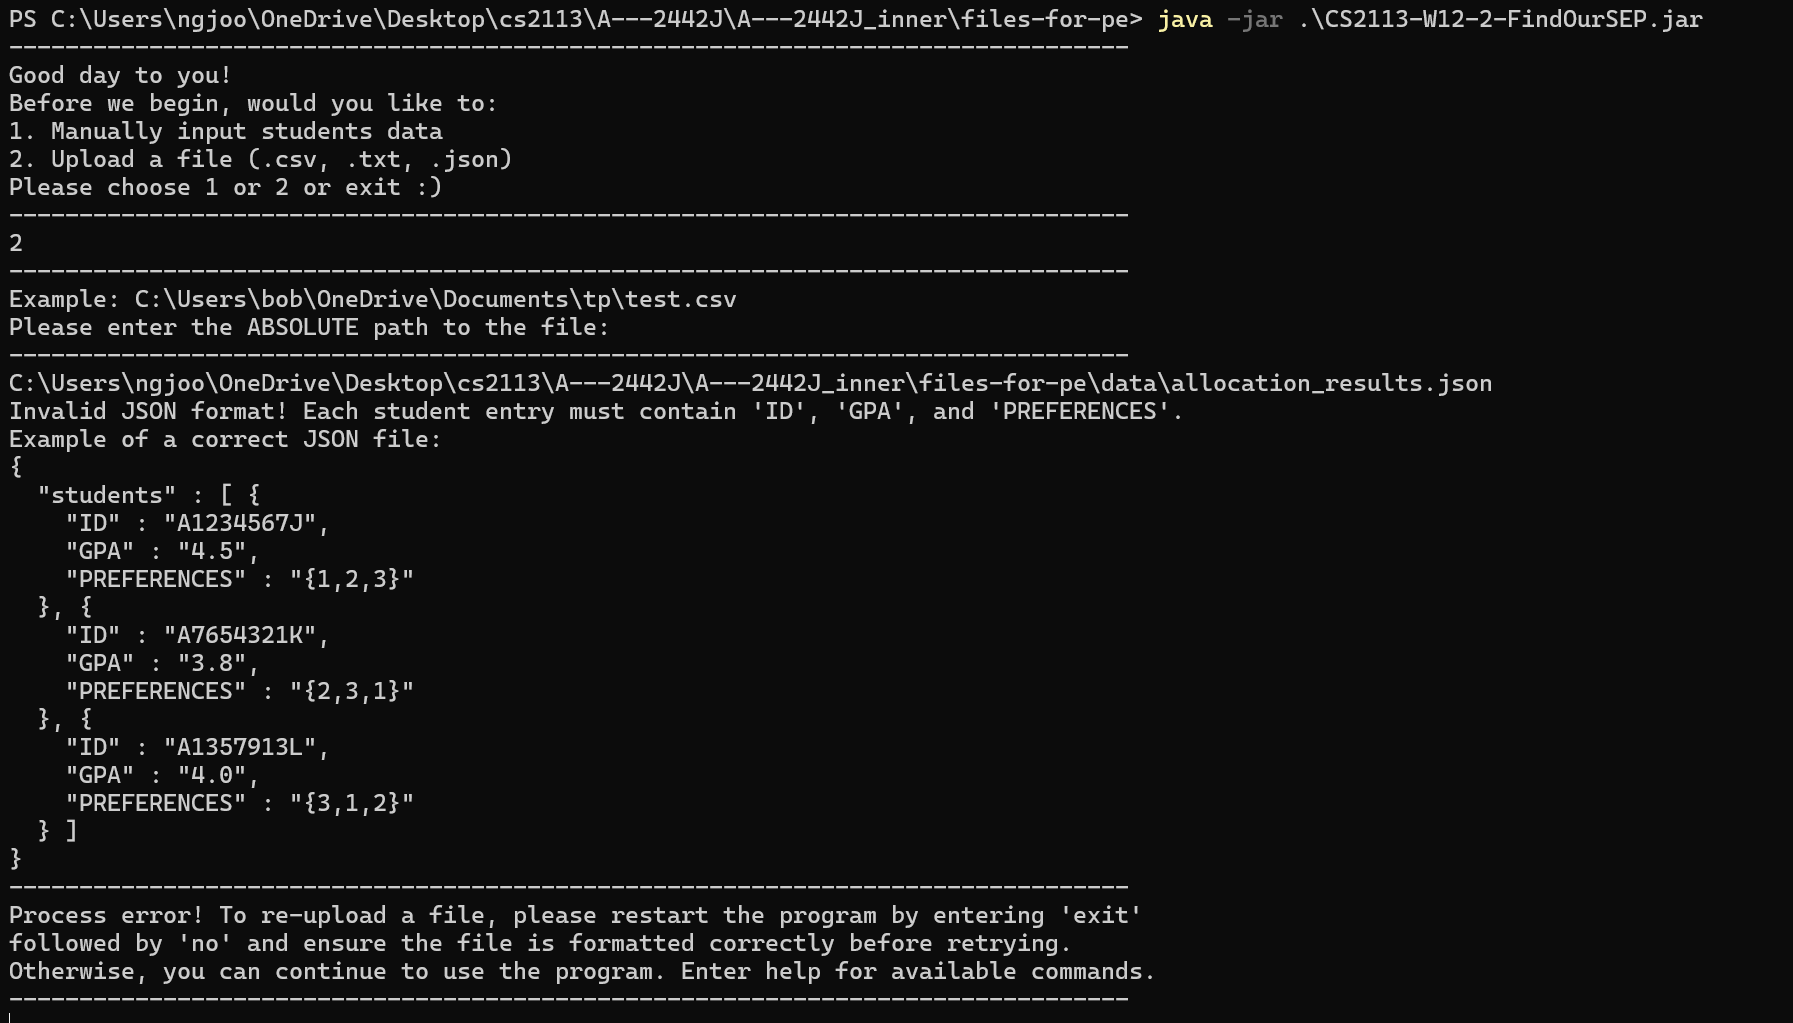 PS C:\Users\ngjoo\OneDrive\Desktop\cs2113\A---2442J\A---2442J_inner\files-for-pe> java -jar .\CS2113-W12-2-FindOurSEP.jar
--------------------------------------------------------------------------------
Good day to you!
Before we begin, would you like to:
1. Manually input students data
2. Upload a file (.csv, .txt, .json)
Please choose 1 or 2 or exit :)
--------------------------------------------------------------------------------
2
--------------------------------------------------------------------------------
Example: C:\Users\bob\OneDrive\Documents\tp\test.csv
Please enter the ABSOLUTE path to the file:
--------------------------------------------------------------------------------
C:\Users\ngjoo\OneDrive\Desktop\cs2113\A---2442J\A---2442J_inner\files-for-pe\data\allocation_results.json
Invalid JSON format! Each student entry must contain 'ID', 'GPA', and 'PREFERENCES'.
Example of a correct JSON file:
{
  "students" : [ {
    "ID" : "A1234567J",
    "GPA" : "4.5",
    "PREFERENCES" : "{1,2,3}"
  }, {
    "ID" : "A7654321K",
    "GPA" : "3.8",
    "PREFERENCES" : "{2,3,1}"
  }, {
    "ID" : "A1357913L",
    "GPA" : "4.0",
    "PREFERENCES" : "{3,1,2}"
  } ]
}
--------------------------------------------------------------------------------
Process error! To re-upload a file, please restart the program by entering 'exit'
followed by 'no' and ensure the file is formatted correctly before retrying.
Otherwise, you can continue to use the program. Enter help for available commands.
--------------------------------------------------------------------------------